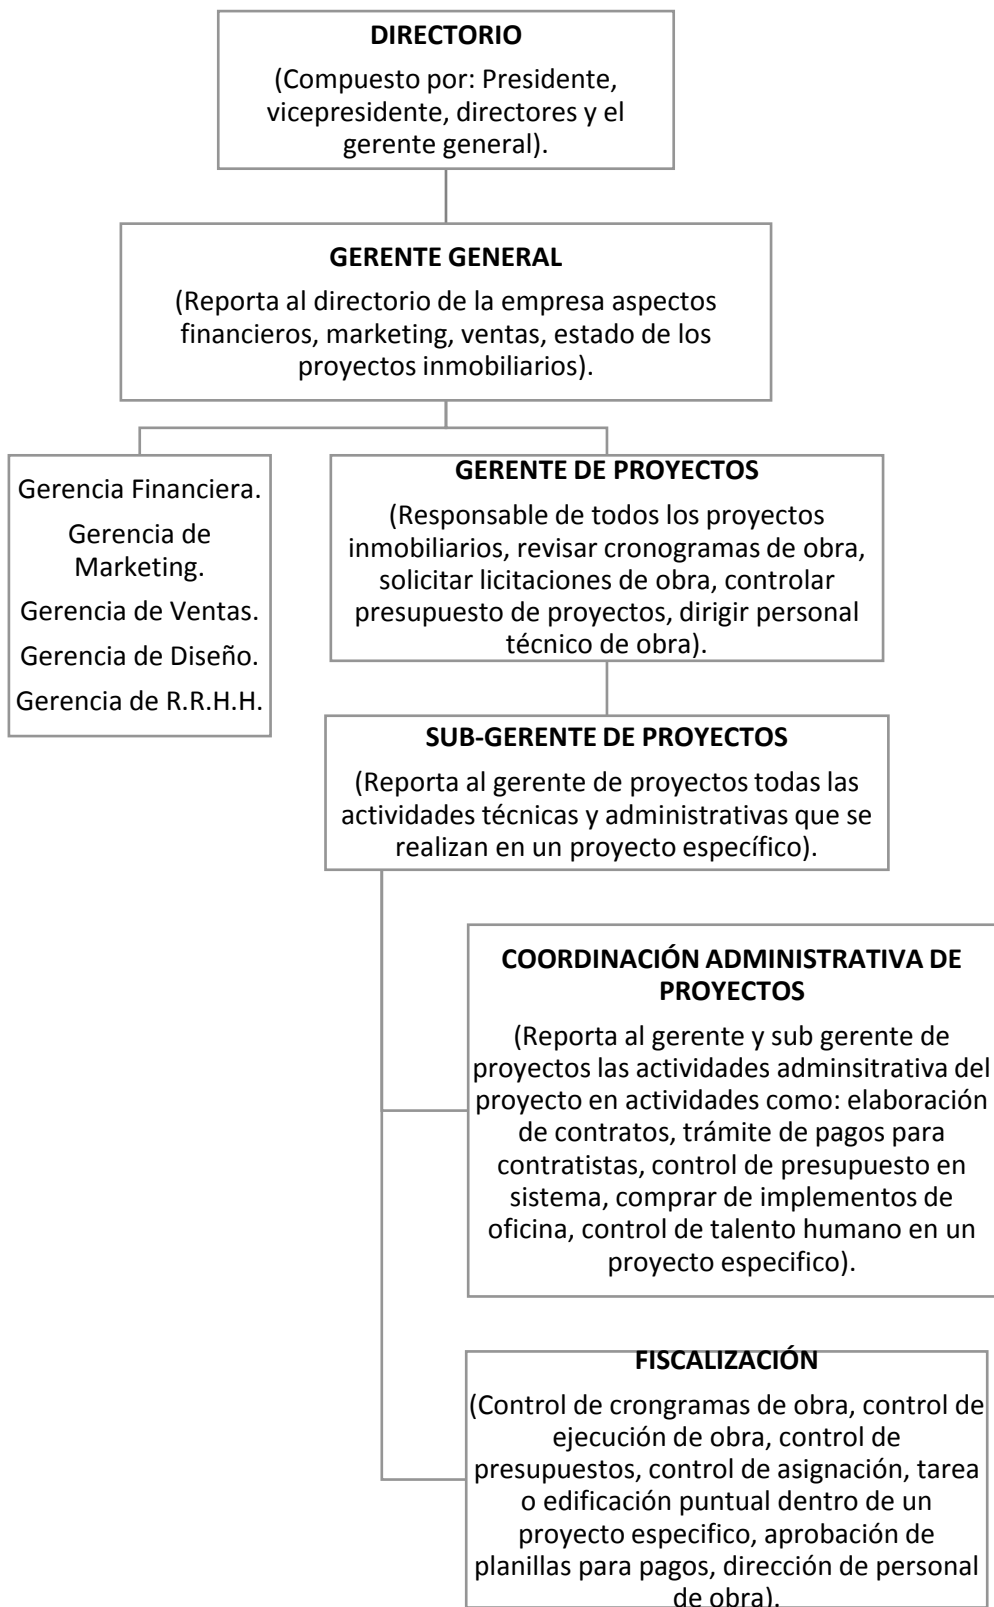 DIRECTORIO
(Compuesto por: Presidente,
vicepresidente, directores y el
gerente general).
GERENTE GENERAL
(Reporta al directorio de la empresa aspectos
financieros, marketing, ventas, estado de los
proyectos inmobiliarios).
Gerencia Financiera.
Gerencia de
Marketing.
Gerencia de Ventas.
Gerencia de Diseño.
Gerencia de R.R.H.H.
GERENTE DE PROYECTOS
(Responsable de todos los proyectos
inmobiliarios, revisar cronogramas de obra,
solicitar licitaciones de obra, controlar
presupuesto de proyectos, dirigir personal
técnico de obra).
SUB-GERENTE DE PROYECTOS
(Reporta al gerente de proyectos todas las
actividades técnicas y administrativas que se
realizan en un proyecto específico).
COORDINACIÓN ADMINISTRATIVA DE
PROYECTOS
(Reporta al gerente y sub gerente de
proyectos las actividades adminsitrativa del
proyecto en actividades como: elaboración
de contratos, trámite de pagos para
contratistas, control de presupuesto en
sistema, comprar de implementos de
oficina, control de talento humano en un
proyecto especifico).
FISCALIZACIÓN
(Control de crongramas de obra, control de
ejecución de obra, control de
presupuestos, control de asignación, tarea
o edificación puntual dentro de un
proyecto especifico, aprobación de
planillas para pagos, dirección de personal
de obra).